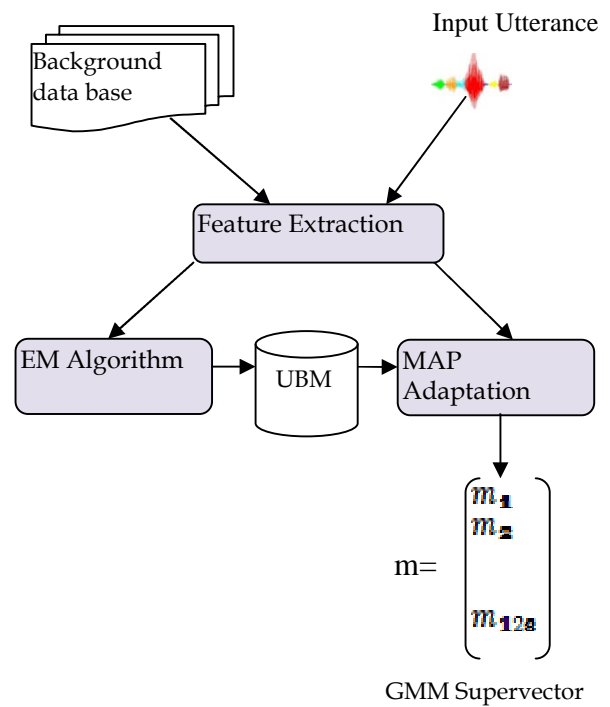 Input Utterance
Background
data base
Feature Extraction
EM Algorithm
UBM
MAP
Adaptation
m₁
m₂
m=
m₁₂₈
GMM Supervector